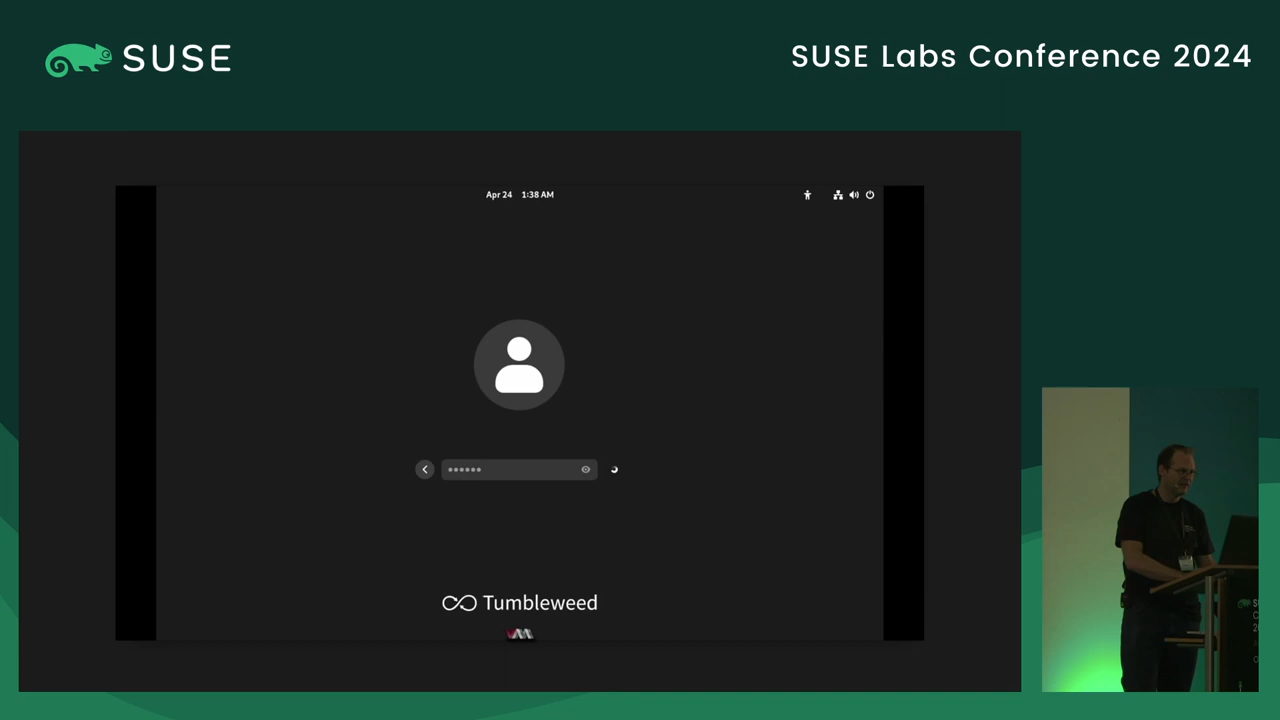 SUSE
SUSE Labs Conference 2024
Apr 24 1:38 AM
••••••
Tumbleweed